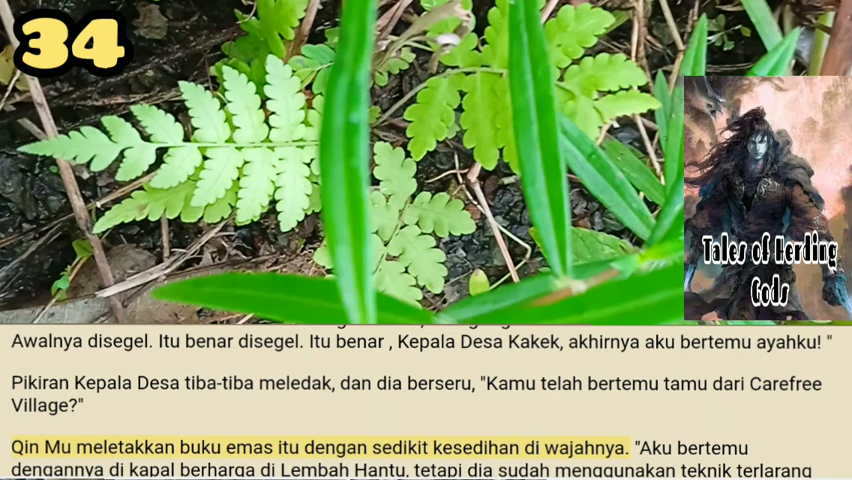 34
Tales of Herding
Gods
Awalnya disegel. Itu benar disegel. Itu benar , Kepala Desa Kakek, akhirnya aku bertemu ayahku! "
Pikiran Kepala Desa tiba-tiba meledak, dan dia berseru, "Kamu telah bertemu tamu dari Carefree
Village?"
Qin Mu meletakkan buku emas itu dengan sedikit kesedihan di wajahnya. "Aku bertemu
dengannya di kapal berharga di Lembah Hantu, tetapi dia sudah menggunakan teknik terlarang